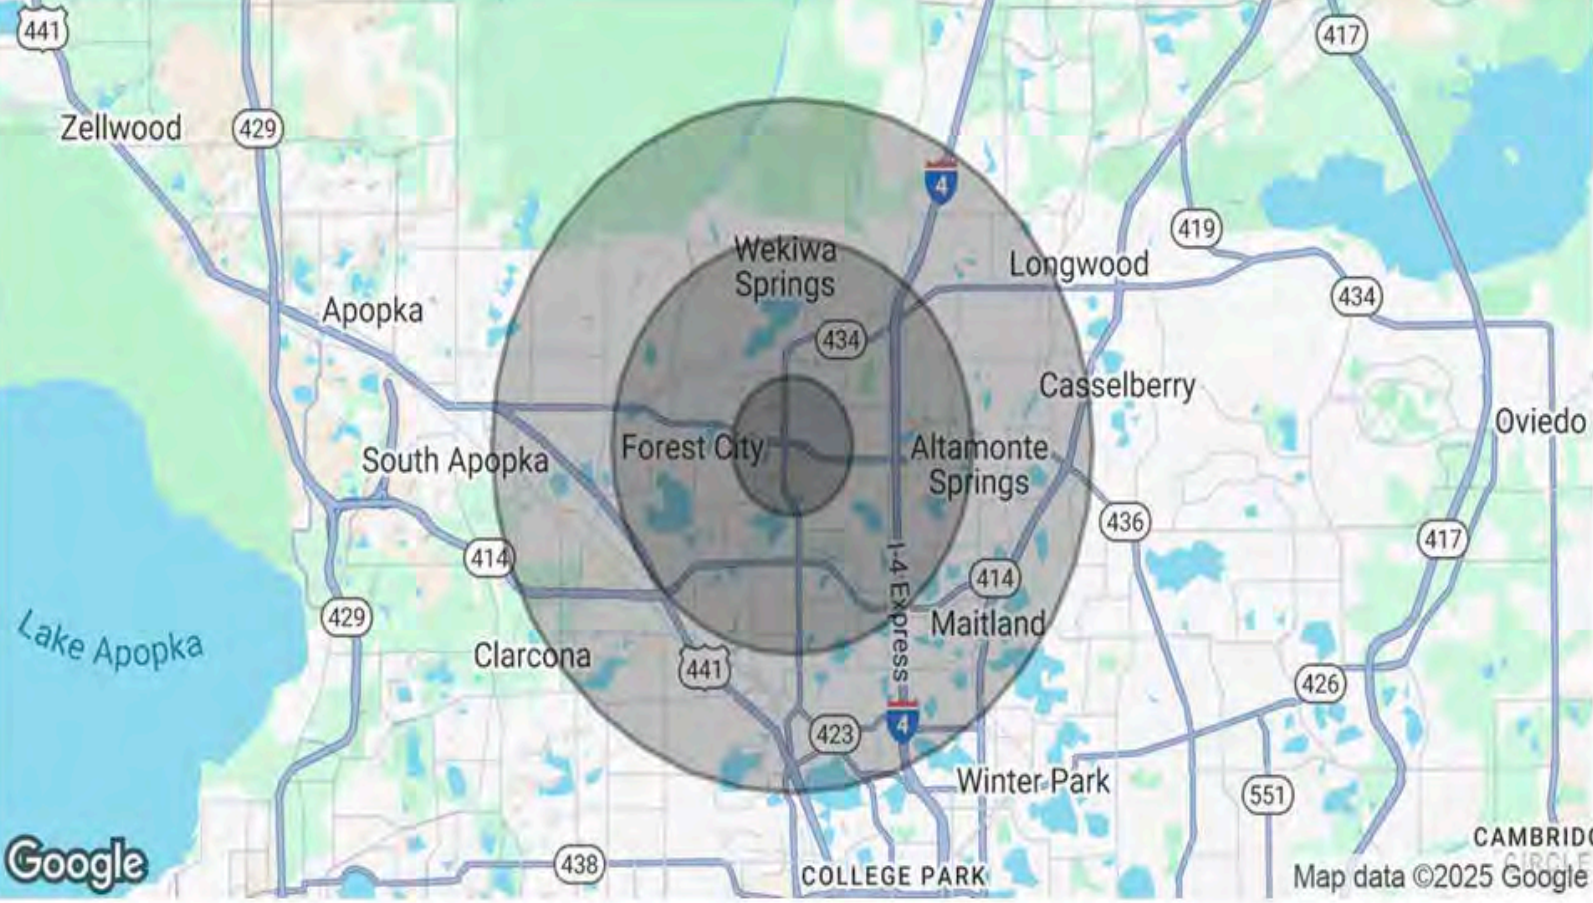 441
417
Zellwood
429
4
419
Wekiwa
Springs
Longwood
434
Apopka
434
Casselberry
Oviedo
South Apopka
Forest City
Altamonte
Springs
436
417
414
I-4 Express
414
429
Lake Apopka
Maitland
Clarcona
441
426
4
423
Winter Park
551
CAMBRIDG
CIRCLE
Google
438
COLLEGE PARK
Map data ©2025 Google